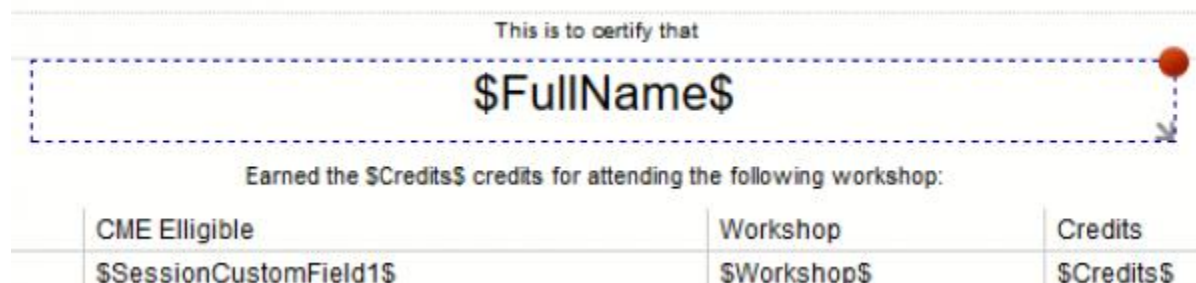 This is to certify that
$FullName$
Earned the $Credits$ credits for attending the following workshop:
CME Elligible Workshop Credits
$SessionCustomField1$ $Workshop$ $Credits$